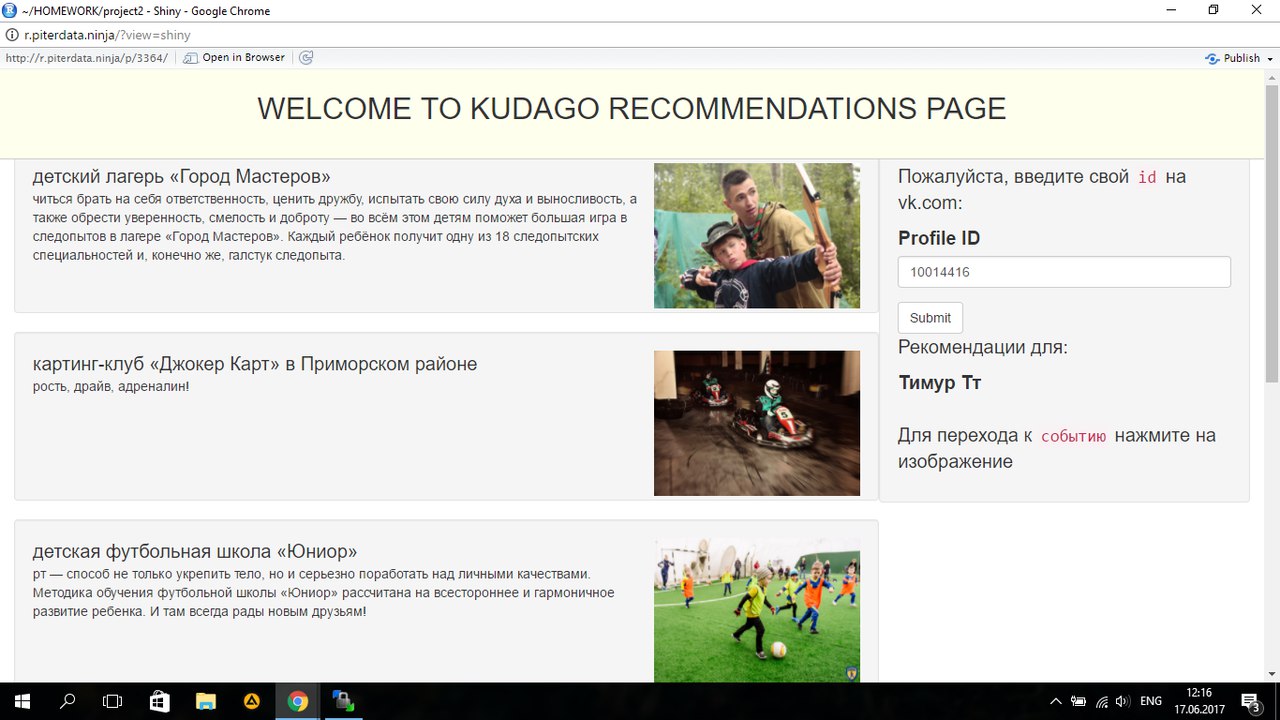 ~/HOMEWORK/project2 - Shiny - Google Chrome
r.piterdata.ninja/?view=shiny
http://r.piterdata.ninja/p/3364/ Open in Browser Publish
WELCOME TO KUDAGO RECOMMENDATIONS PAGE
детский лагерь «Город Мастеров»
читься брать на себя ответственность, ценить дружбу, испытать свою силу духа и выносливость, а
также обрести уверенность, смелость и доброту — во всём этом детям поможет большая игра в
следопытов в лагере «Город Мастеров». Каждый ребёнок получит одну из 18 следопытских
специальностей и, конечно же, галстук следопыта.
картинг-клуб «Джокер Карт» в Приморском районе
рость, драйв, адреналин!
детская футбольная школа «Юниор»
рт — способ не только укрепить тело, но и серьезно поработать над личными качествами.
Методика обучения футбольной школы «Юниор» рассчитана на всестороннее и гармоничное
развитие ребенка. И там всегда рады новым друзьям!
Пожалуйста, введите свой id на
vk.com:
Profile ID
10014416
Submit
Рекомендации для:
Тимур Тт
Для перехода к событию нажмите на
изображение
ENG
12:16
17.06.2017
3